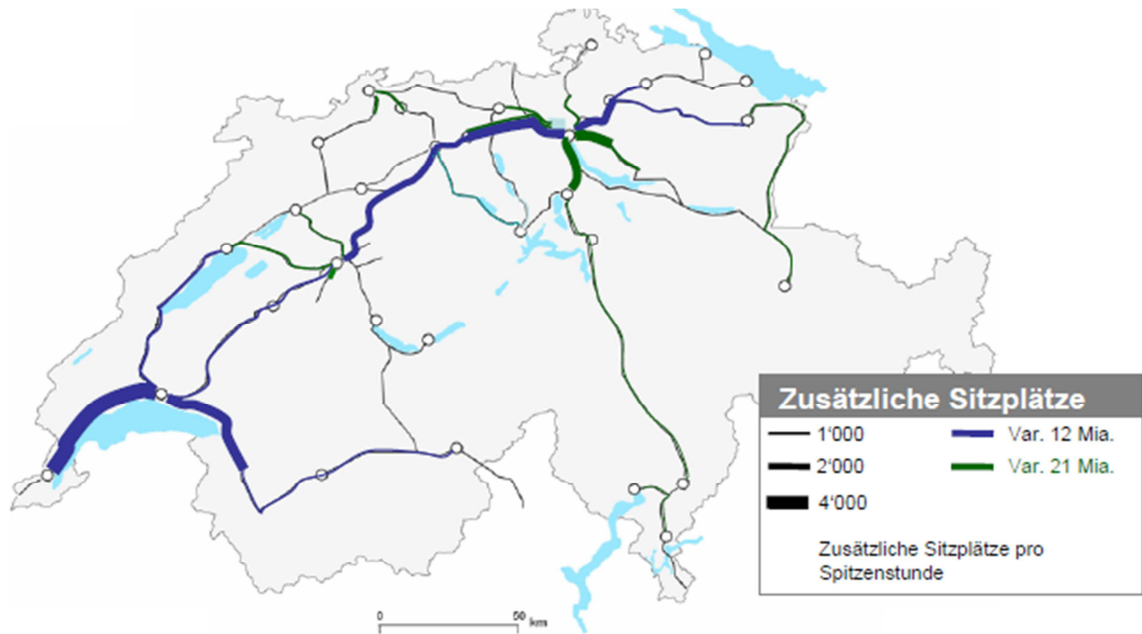 Zusätzliche Sitzplätze
1'000
Var. 12 Mia.
2'000
Var. 21 Mia.
4'000
Zusätzliche Sitzplätze pro
Spitzenstunde
0
50
km